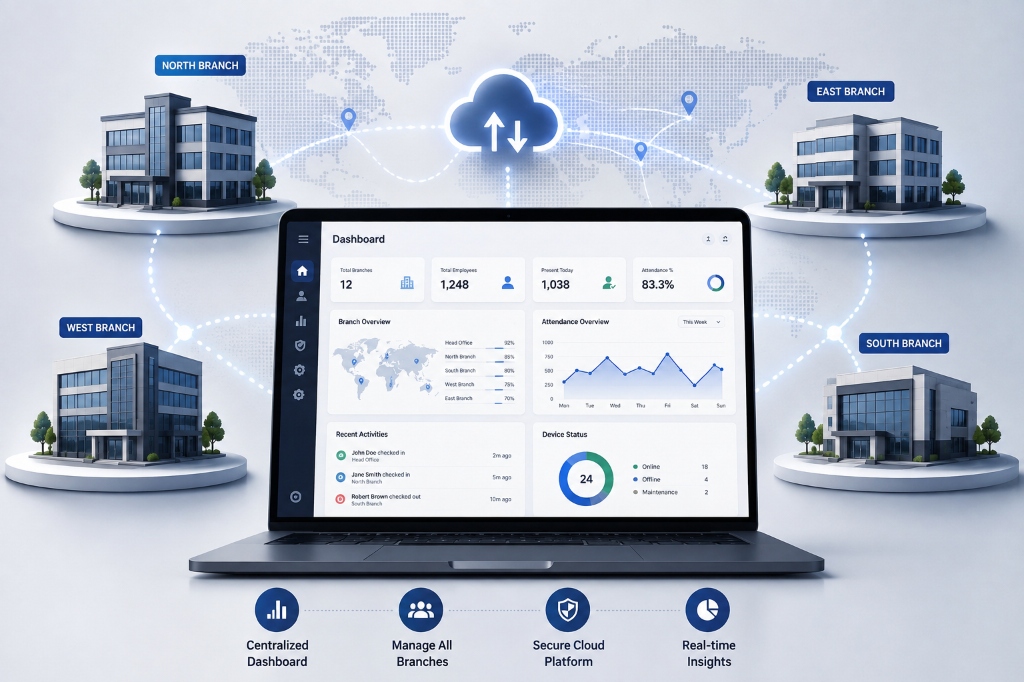 NORTH BRANCH
EAST BRANCH
WEST BRANCH
SOUTH BRANCH
Dashboard
Total Branches
12
Total Employees
1,248
Present Today
1,038
Attendance %
83.3%
Branch Overview
Head Office 92%
North Branch 85%
South Branch 80%
West Branch 75%
East Branch 70%
Attendance Overview
This Week
1000
750
500
250
0
Mon Tue Wed Thu Fri Sat Sun
Recent Activities
John Doe checked in
Head Office
2m ago
Jane Smith checked in
North Branch
5m ago
Robert Brown checked out
South Branch
10m ago
Device Status
24
Online 18
Offline 4
Maintenance 2
Centralized
Dashboard
Manage All
Branches
Secure Cloud
Platform
Real-time
Insights